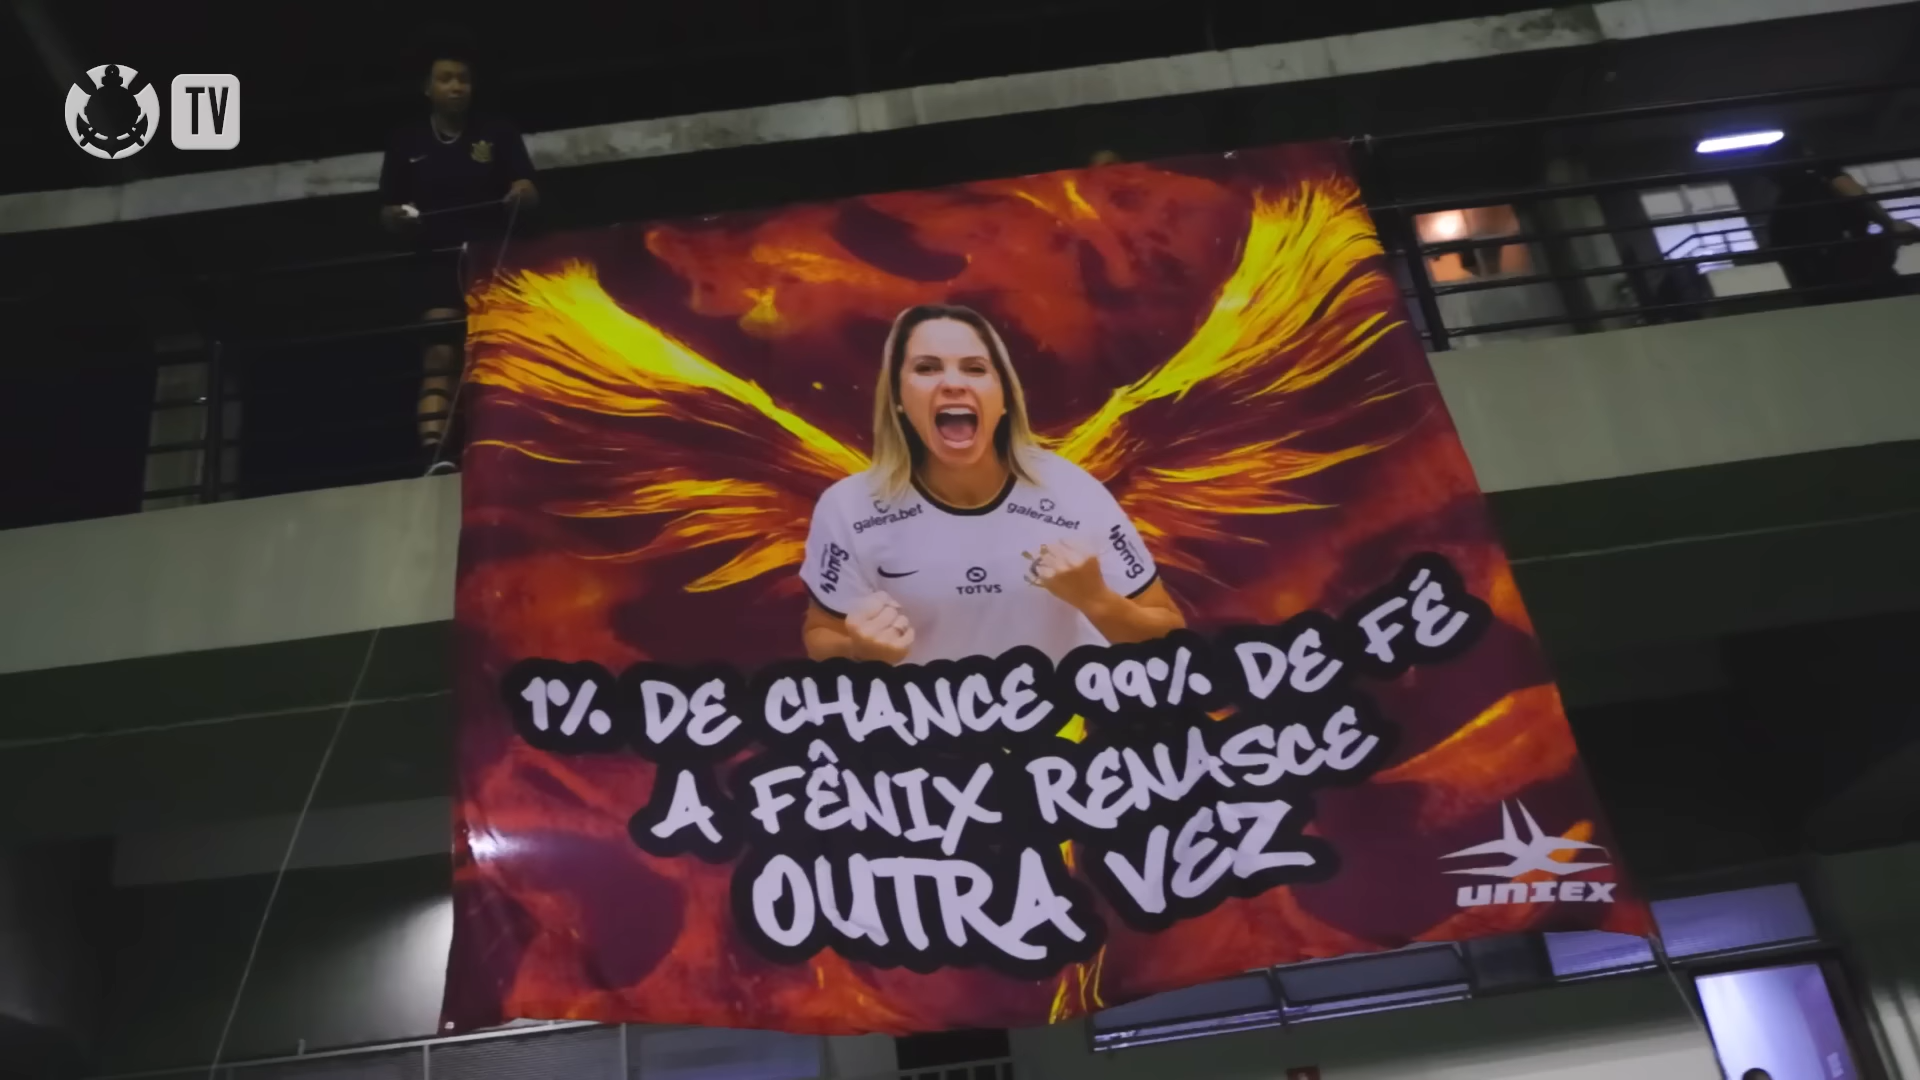 TV
galera.bet
galera.bet
bmg
bmg
TOTVS
1% DE CHANCE 99% DE FÉ
A FÊNIX RENASCE
OUTRA VEZ
UNIEX